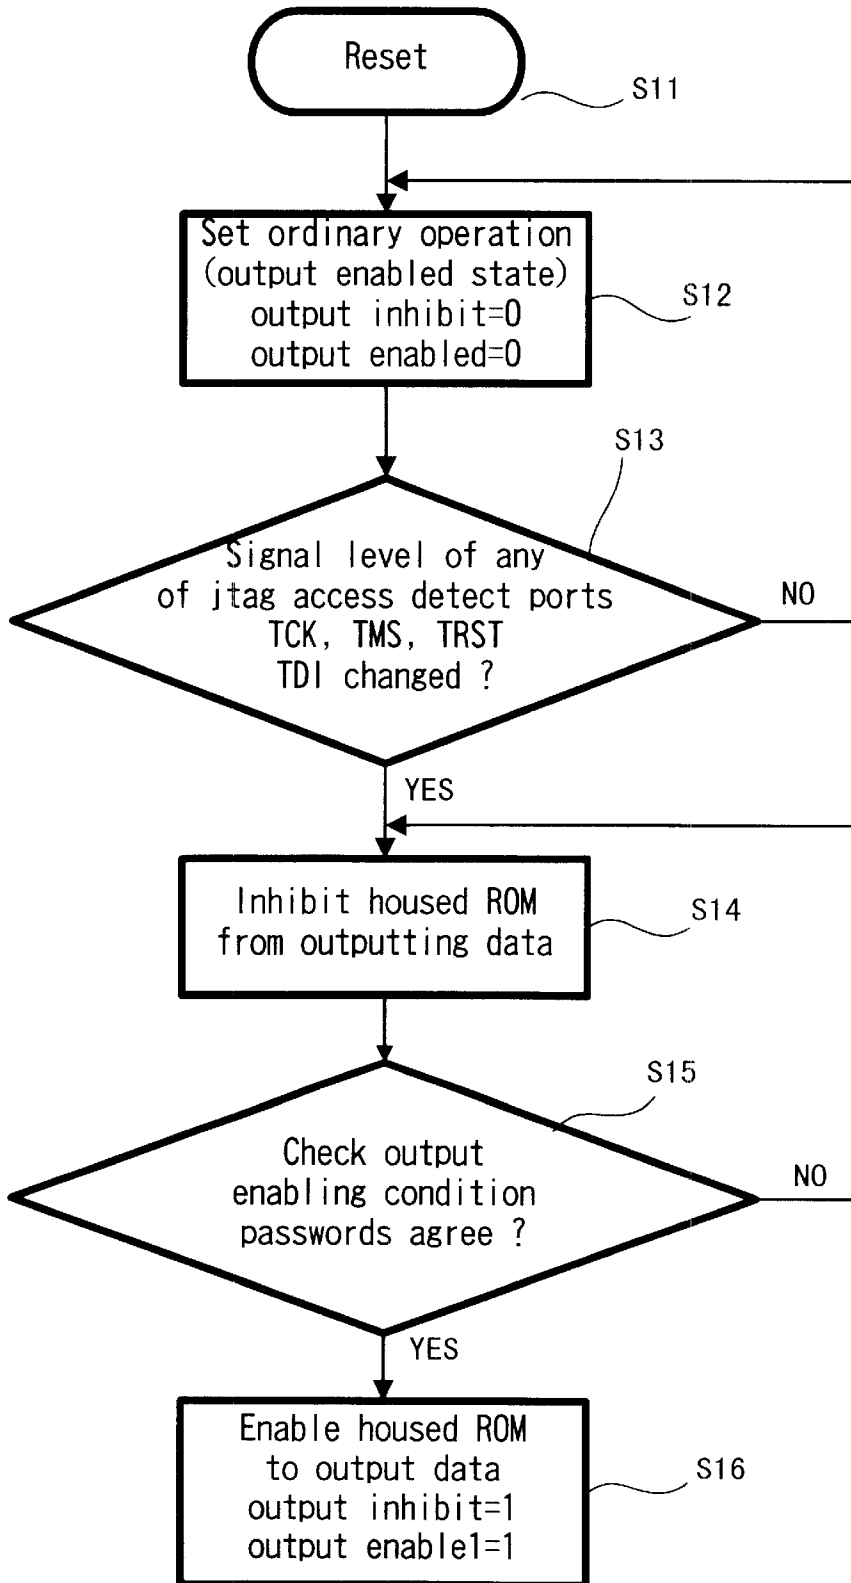 Reset
S11
Set ordinary operation
(output enabled state)
output inhibit=0
output enabled=0
S12
S13
Signal level of any
of jtag access detect ports
TCK, TMS, TRST
TDI changed ?
NO
YES
Inhibit housed ROM
from outputting data
S14
S15
Check output
enabling condition
passwords agree ?
NO
YES
Enable housed ROM
to output data
output inhibit=1
output enable1=1
S16